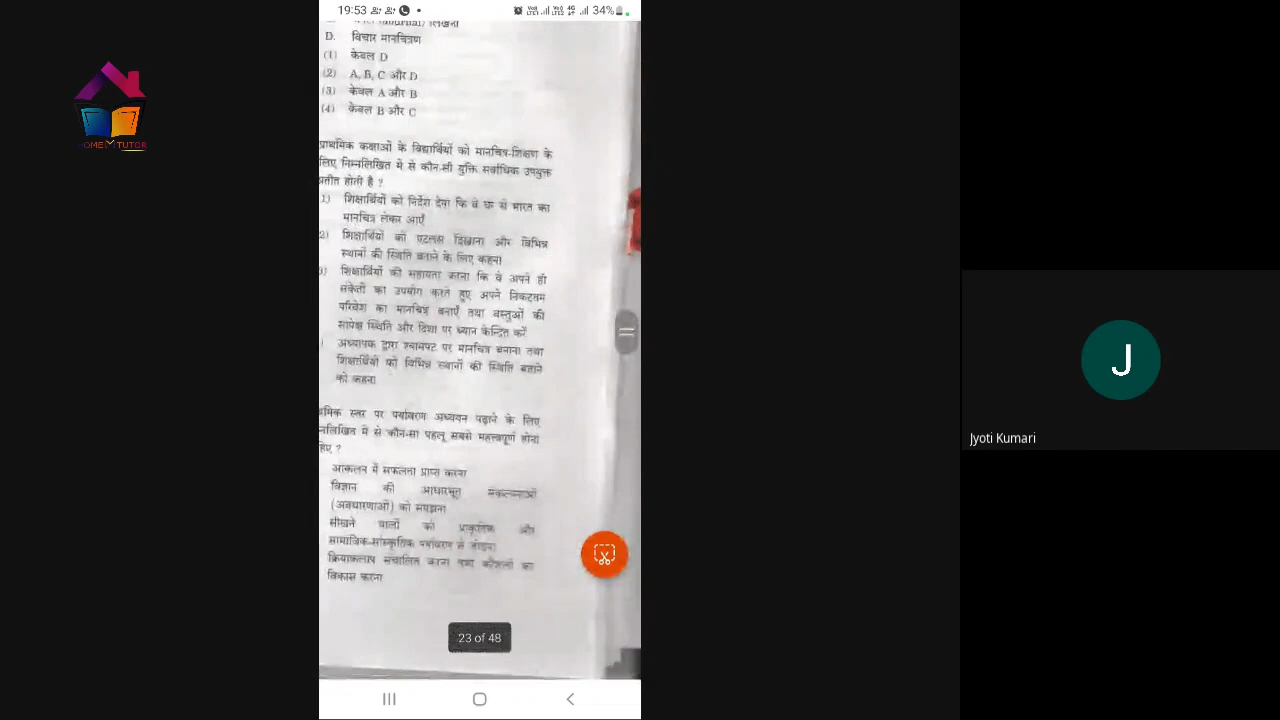 19:53
34%
D. विचार मानचित्रण
(1) केवल D
(2) A, B, C और D
(3) केवल A और B
(4) केवल B और C
प्राथमिक कक्षाओं के विद्यार्थियों को मानचित्र-शिक्षण के
लिए निम्नलिखित में से कौन-सी युक्ति सर्वाधिक उपयुक्त
प्रतीत होती है ?
1) शिक्षार्थियों को निर्देश देना कि वे घर से भारत का
मानचित्र लेकर आएँ
2) शिक्षार्थियों को एटलस दिखाना और विभिन्न
स्थानों की स्थिति बताने के लिए कहना
3) शिक्षार्थियों की सहायता करना कि वे अपने ही
संकेतों का उपयोग करते हुए अपने निकटतम
परिवेश का मानचित्र बनाएँ तथा वस्तुओं की
सापेक्ष स्थिति और दिशा पर ध्यान केन्द्रित करें
) अध्यापक द्वारा श्यामपट पर मानचित्र बनाना तथा
शिक्षार्थियों को विभिन्न स्थानों की स्थिति बताने
को कहना
थमिक स्तर पर पर्यावरण अध्ययन पढ़ाने के लिए
नलिखित में से कौन-सा पहलू सबसे महत्त्वपूर्ण होना
हिए ?
आकलन में सफलता प्राप्त करना
विज्ञान की आधारभूत संकल्पनाओं
(अवधारणाओं) को समझना
सीखने वालों को प्राकृतिक और
सामाजिक-सांस्कृतिक पर्यावरण से जोड़ना
क्रियाकलाप संचालित करना तथा कौशलों का
विकास करना
23 of 48
HOME TUTOR
J
Jyoti Kumari